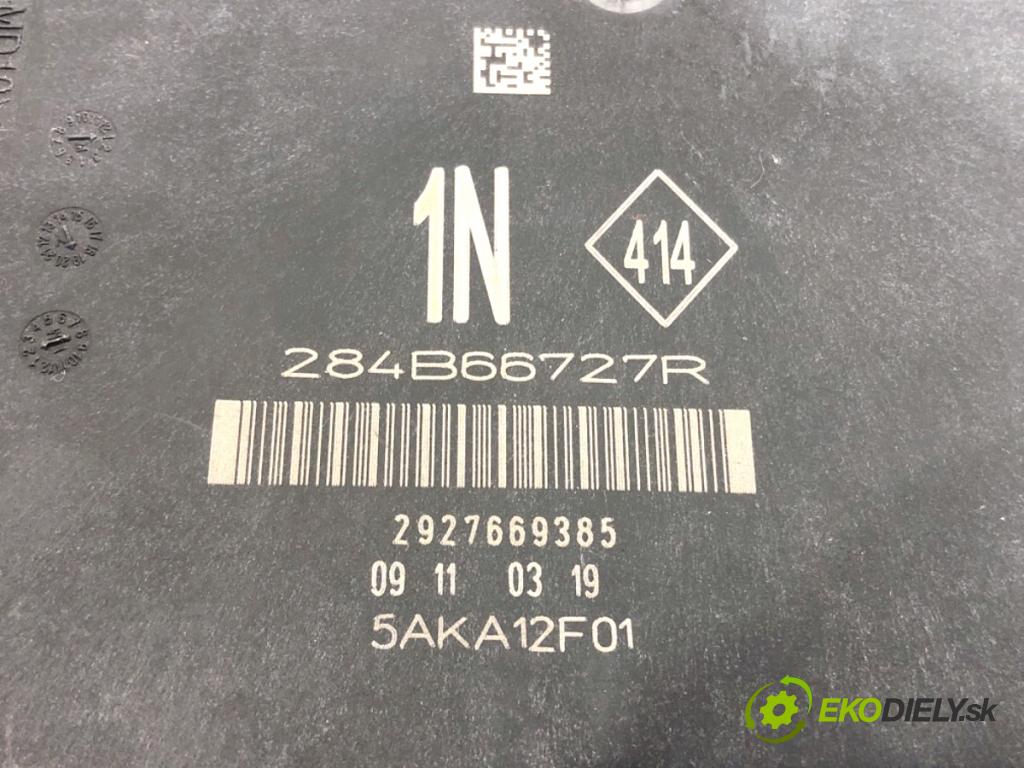 1N
414
284B66727R
2927669385
09 11 03 19
5AKA12F01
EKODIELY.sk